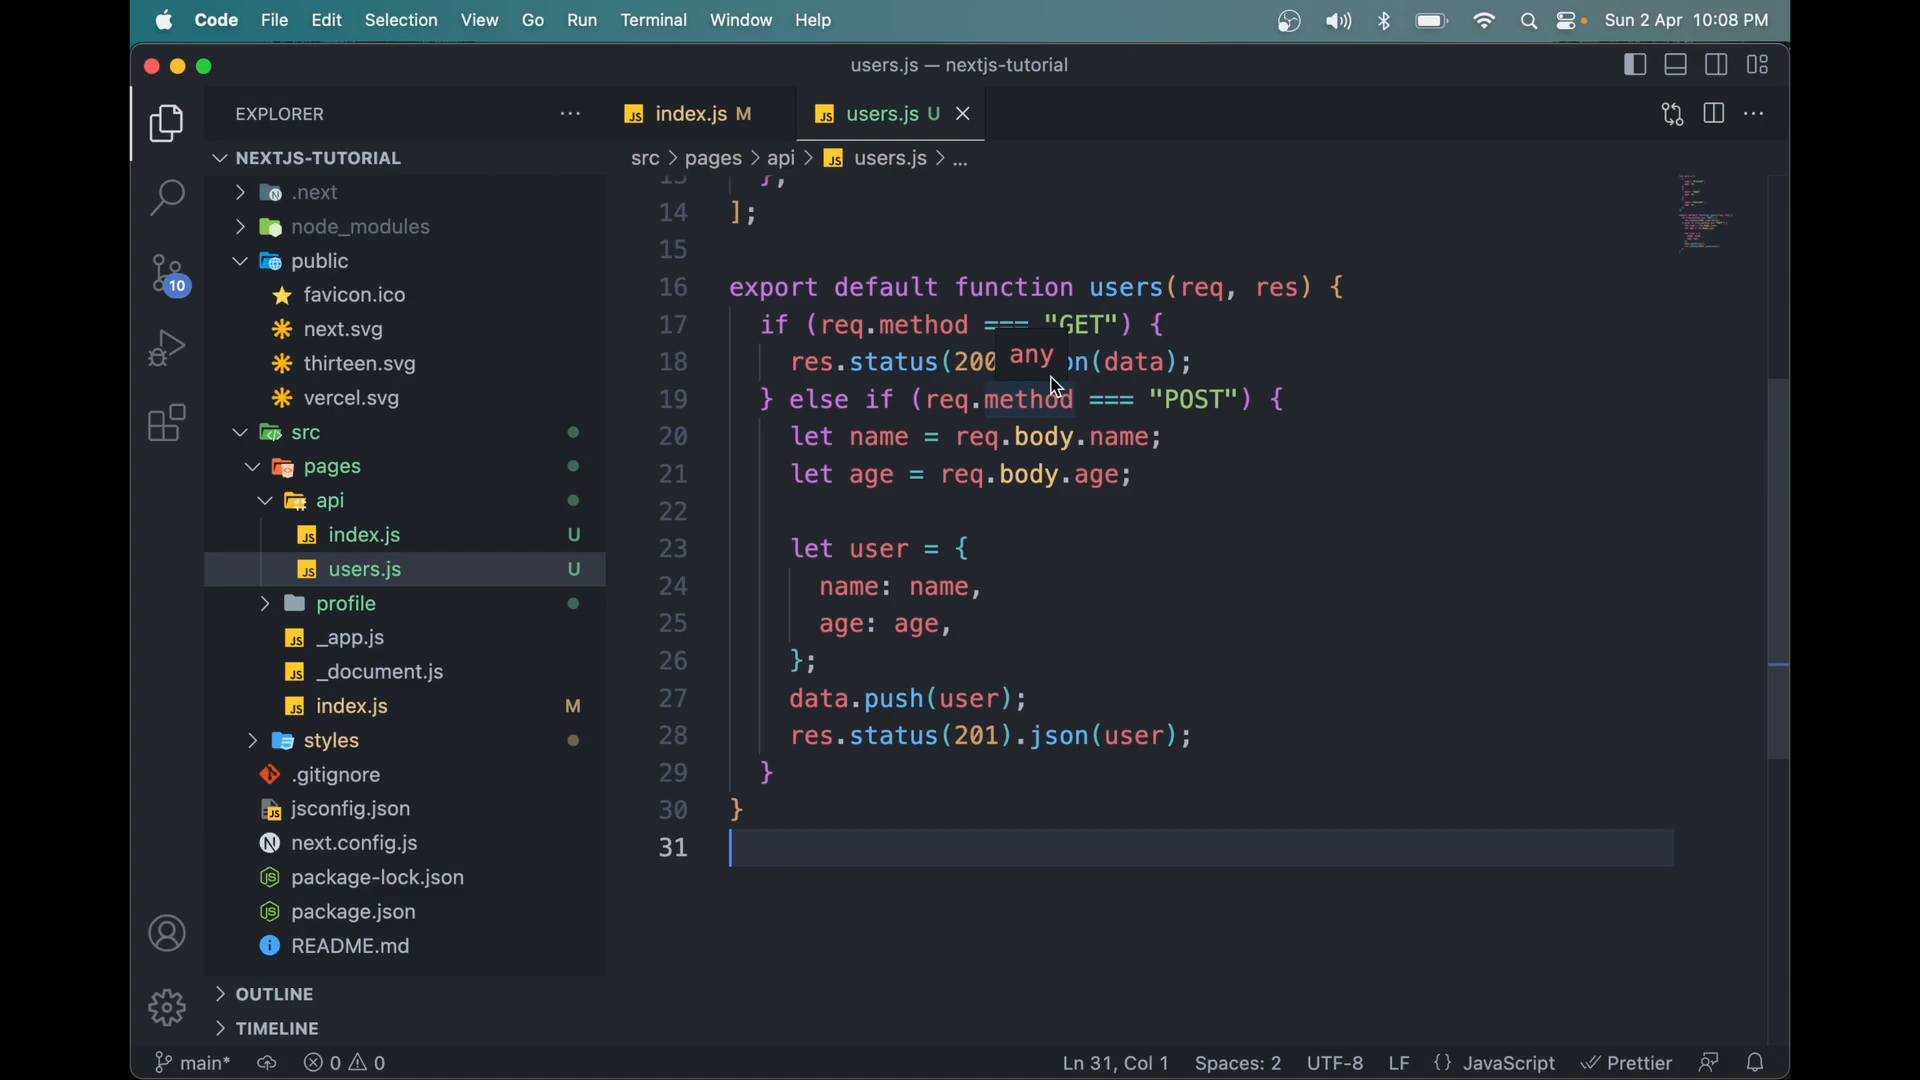 Code File Edit Selection View Go Run Terminal Window Help Sun 2 Apr 10:08 PM
users.js — nextjs-tutorial
EXPLORER
index.js M
users.js U
NEXTJS-TUTORIAL
src > pages > api > JS users.js > ...
.next
node_modules
public
favicon.ico
next.svg
thirteen.svg
vercel.svg
src
pages
api
index.js U
users.js U
profile
_app.js
_document.js
index.js M
styles
.gitignore
jsconfig.json
next.config.js
package-lock.json
package.json
README.md
OUTLINE
TIMELINE
10
13 },
14 ];
15
16 export default function users(req, res) {
17 if (req.method === "GET") {
18 res.status(200 on(data);
any
19 } else if (req.method === "POST") {
20 let name = req.body.name;
21 let age = req.body.age;
22
23 let user = {
24 name: name,
25 age: age,
26 };
27 data.push(user);
28 res.status(201).json(user);
29 }
30 }
31
main* 0 0 Ln 31, Col 1 Spaces: 2 UTF-8 LF {} JavaScript Prettier